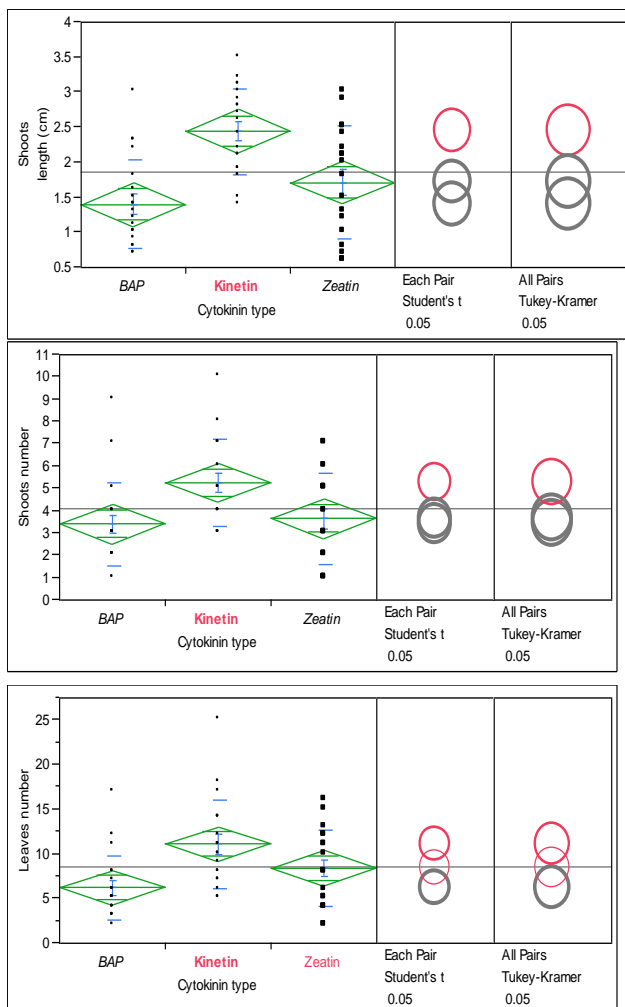 Shoots
length (cm)
4
3.5
3
2.5
2
1.5
1
0.5
BAP Kinetin Zeatin
Cytokinin type
Each Pair
Student's t
0.05
All Pairs
Tukey-Kramer
0.05
Shoots number
11
10
9
8
7
6
5
4
3
2
1
0
BAP Kinetin Zeatin
Cytokinin type
Each Pair
Student's t
0.05
All Pairs
Tukey-Kramer
0.05
Leaves number
25
20
15
10
5
0
BAP Kinetin Zeatin
Cytokinin type
Each Pair
Student's t
0.05
All Pairs
Tukey-Kramer
0.05